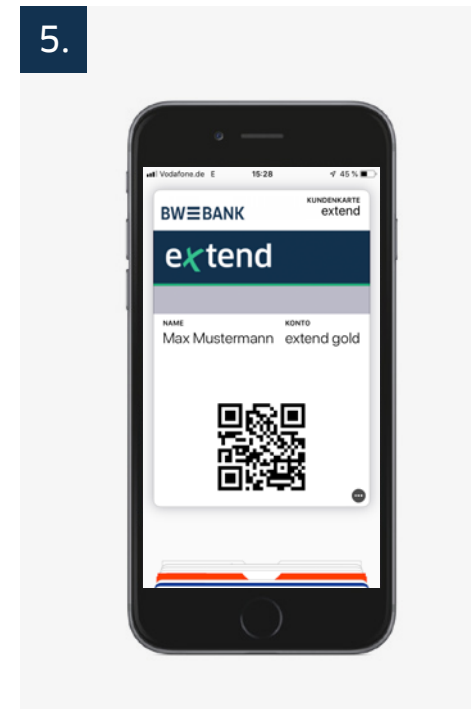 5.
Vodafone.de E 15:28 45 %
BW BANK
KUNDENKARTE
extend
extend
NAME KONTO
Max Mustermann extend gold